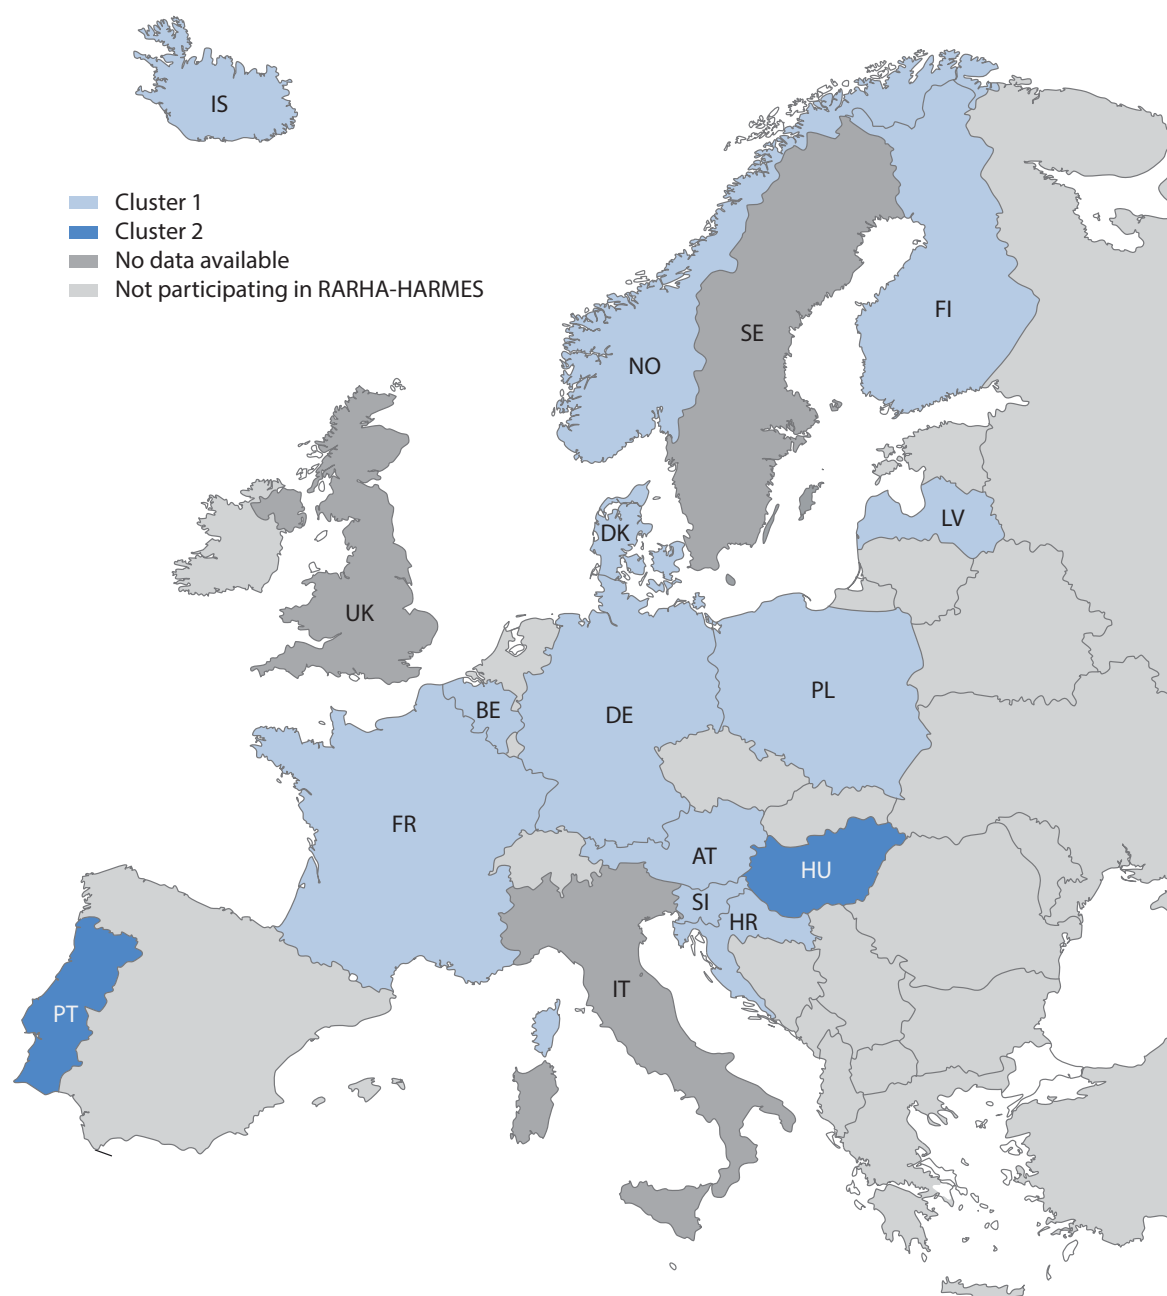 IS
Cluster 1
Cluster 2
No data available
Not participating in RARHA-HARMES
FI
SE
NO
LV
DK
UK
PL
BE
DE
FR
AT
HU
SI
HR
IT
PT